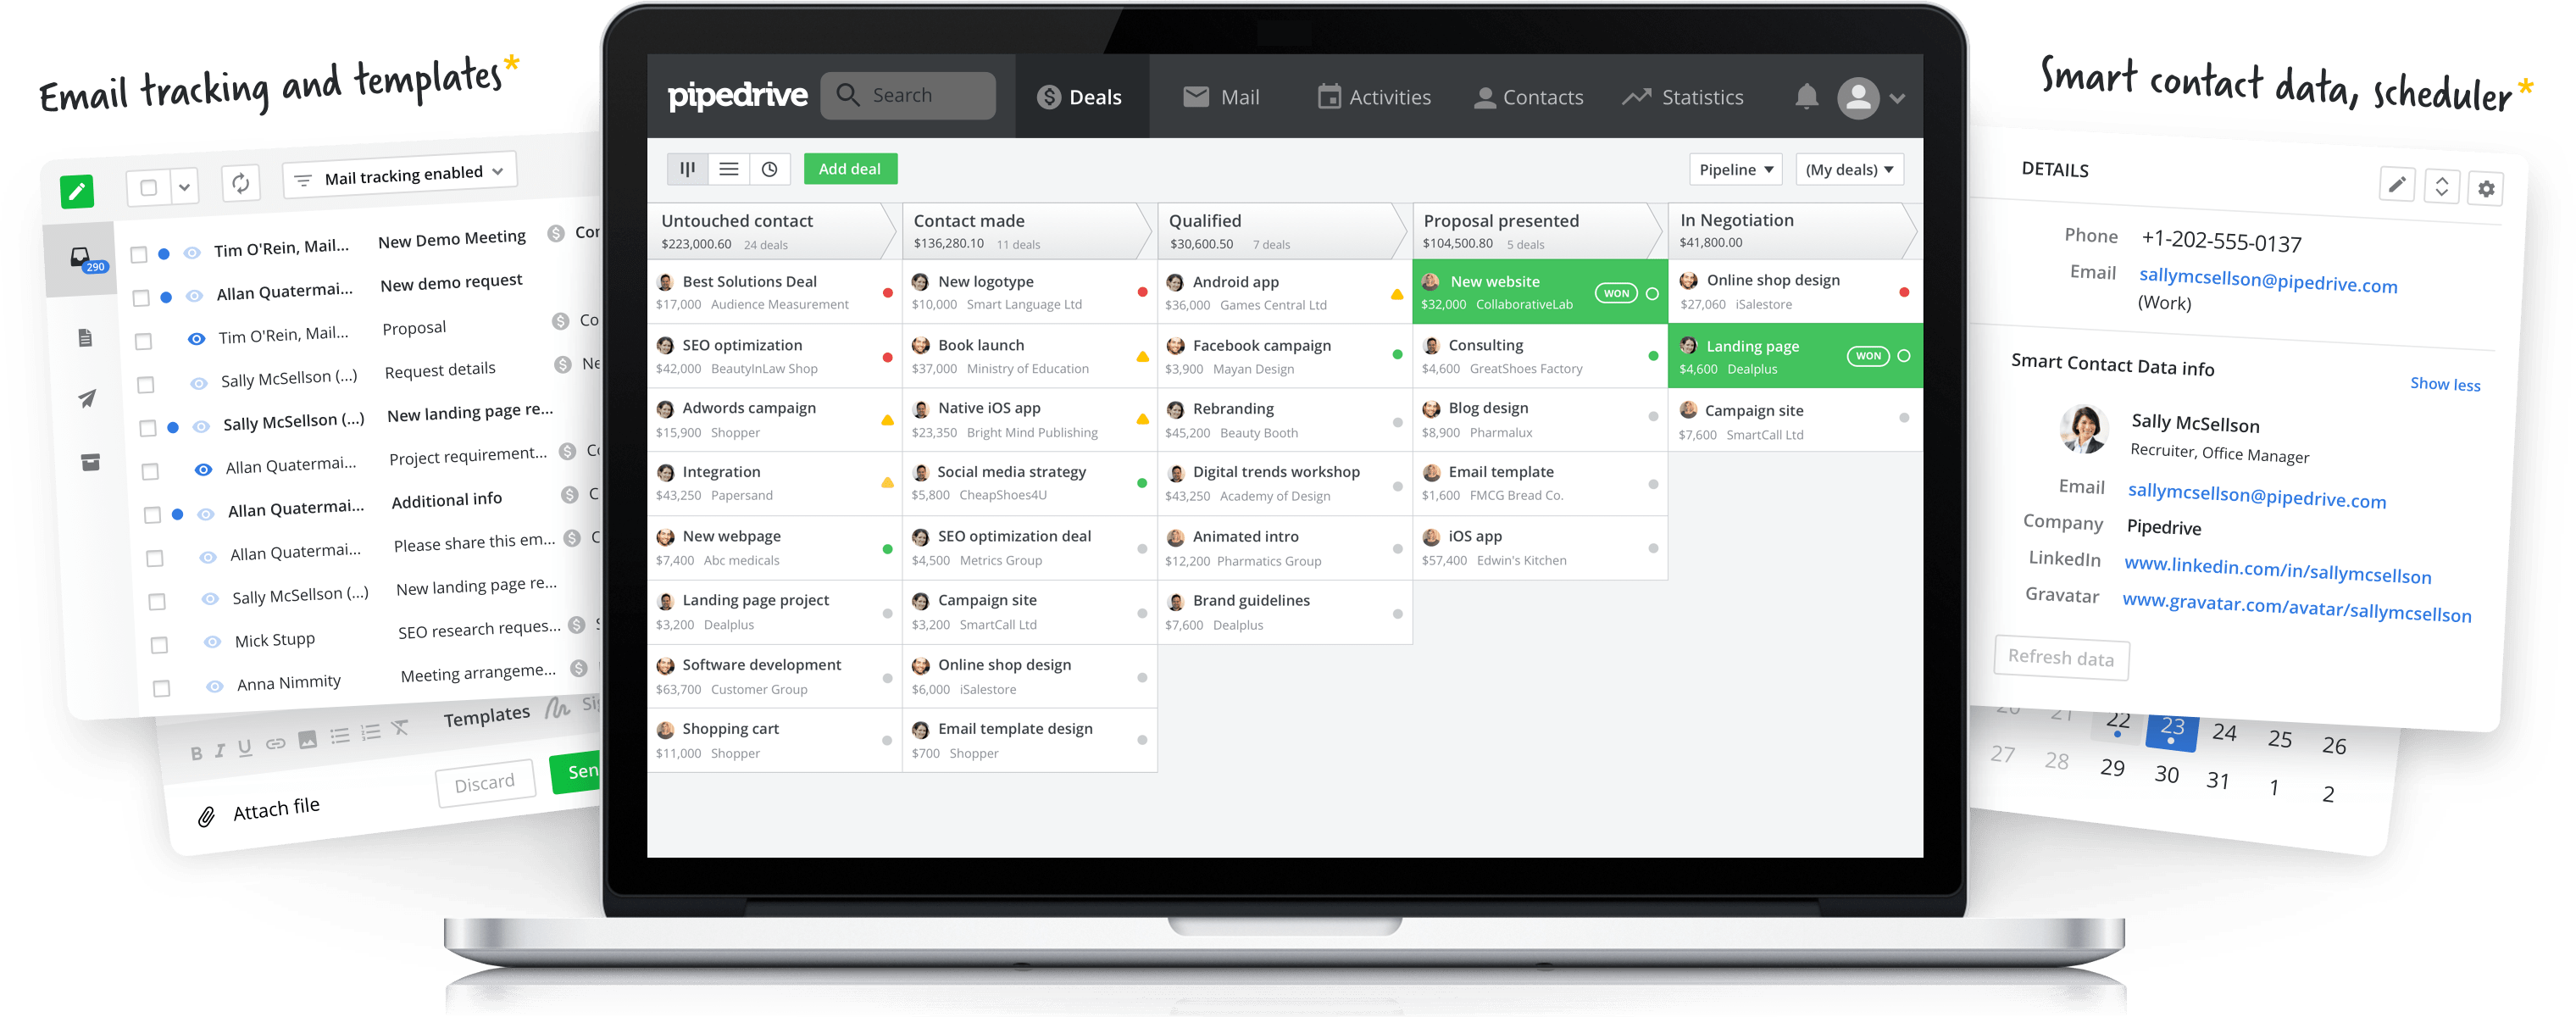 Email tracking and templates*
Mail tracking enabled
290
Tim O'Rein, Mail... New Demo Meeting
Allan Quatermai... New demo request
Tim O'Rein, Mail... Proposal
Sally McSellson (...) Request details
Sally McSellson (...) New landing page re...
Allan Quatermai... Project requirement...
Allan Quatermai... Additional info
Allan Quatermai... Please share this em...
Sally McSellson (...) New landing page re...
Mick Stupp SEO research reques...
Anna Nimmity Meeting arrangeme...
B I U Templates
Attach file Discard
pipedrive Search Deals Mail Activities Contacts Statistics
Add deal Pipeline (My deals)
Untouched contact
$223,000.60 24 deals
Best Solutions Deal
$17,000 Audience Measurement
SEO optimization
$42,000 BeautyInLaw Shop
Adwords campaign
$15,900 Shopper
Integration
$43,250 Papersand
New webpage
$7,400 Abc medicals
Landing page project
$3,200 Dealplus
Software development
$63,700 Customer Group
Shopping cart
$11,000 Shopper
Contact made
$136,280.10 11 deals
New logotype
$10,000 Smart Language Ltd
Book launch
$37,000 Ministry of Education
Native iOS app
$23,350 Bright Mind Publishing
Social media strategy
$5,800 CheapShoes4U
SEO optimization deal
$4,500 Metrics Group
Campaign site
$3,200 SmartCall Ltd
Online shop design
$6,000 iSalestore
Email template design
$700 Shopper
Qualified
$30,600.50 7 deals
Android app
$36,000 Games Central Ltd
Facebook campaign
$3,900 Mayan Design
Rebranding
$45,200 Beauty Booth
Digital trends workshop
$43,250 Academy of Design
Animated intro
$12,200 Pharmatics Group
Brand guidelines
$7,600 Dealplus
Proposal presented
$104,500.80 5 deals
New website
$32,000 CollaborativeLab WON
Consulting
$4,600 GreatShoes Factory
Blog design
$8,900 Pharmalux
Email template
$1,600 FMCG Bread Co.
iOS app
$57,400 Edwin's Kitchen
In Negotiation
$41,800.00
Online shop design
$27,060 iSalestore
Landing page
$4,600 Dealplus WON
Campaign site
$7,600 SmartCall Ltd
Smart contact data, scheduler*
DETAILS
Phone +1-202-555-0137
Email sallymcsellson@pipedrive.com
(Work)
Smart Contact Data info
Show less
Sally McSellson
Recruiter, Office Manager
Email sallymcsellson@pipedrive.com
Company Pipedrive
LinkedIn www.linkedin.com/in/sallymcsellson
Gravatar www.gravatar.com/avatar/sallymcsellson
Refresh data
20 21 22 23 24 25 26
27 28 29 30 31 1 2